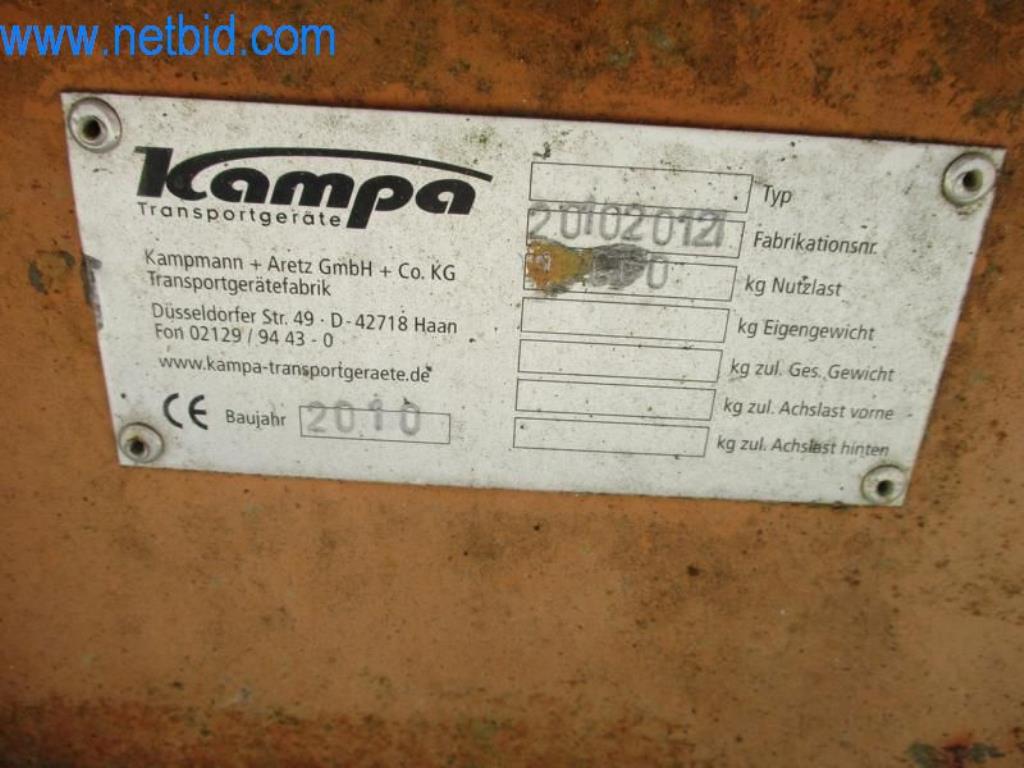 www.netbid.com
Kampa
Transportgeräte
Kampmann + Aretz GmbH + Co. KG
Transportgerätefabrik
Düsseldorfer Str. 49 · D-42718 Haan
Fon 02129 / 94 43 - 0
www.kampa-transportgeraete.de
CE Baujahr 2010
Typ
Fabrikationsnr.
kg Nutzlast
kg Eigengewicht
kg zul. Ges. Gewicht
kg zul. Achslast vorne
kg zul. Achslast hinten